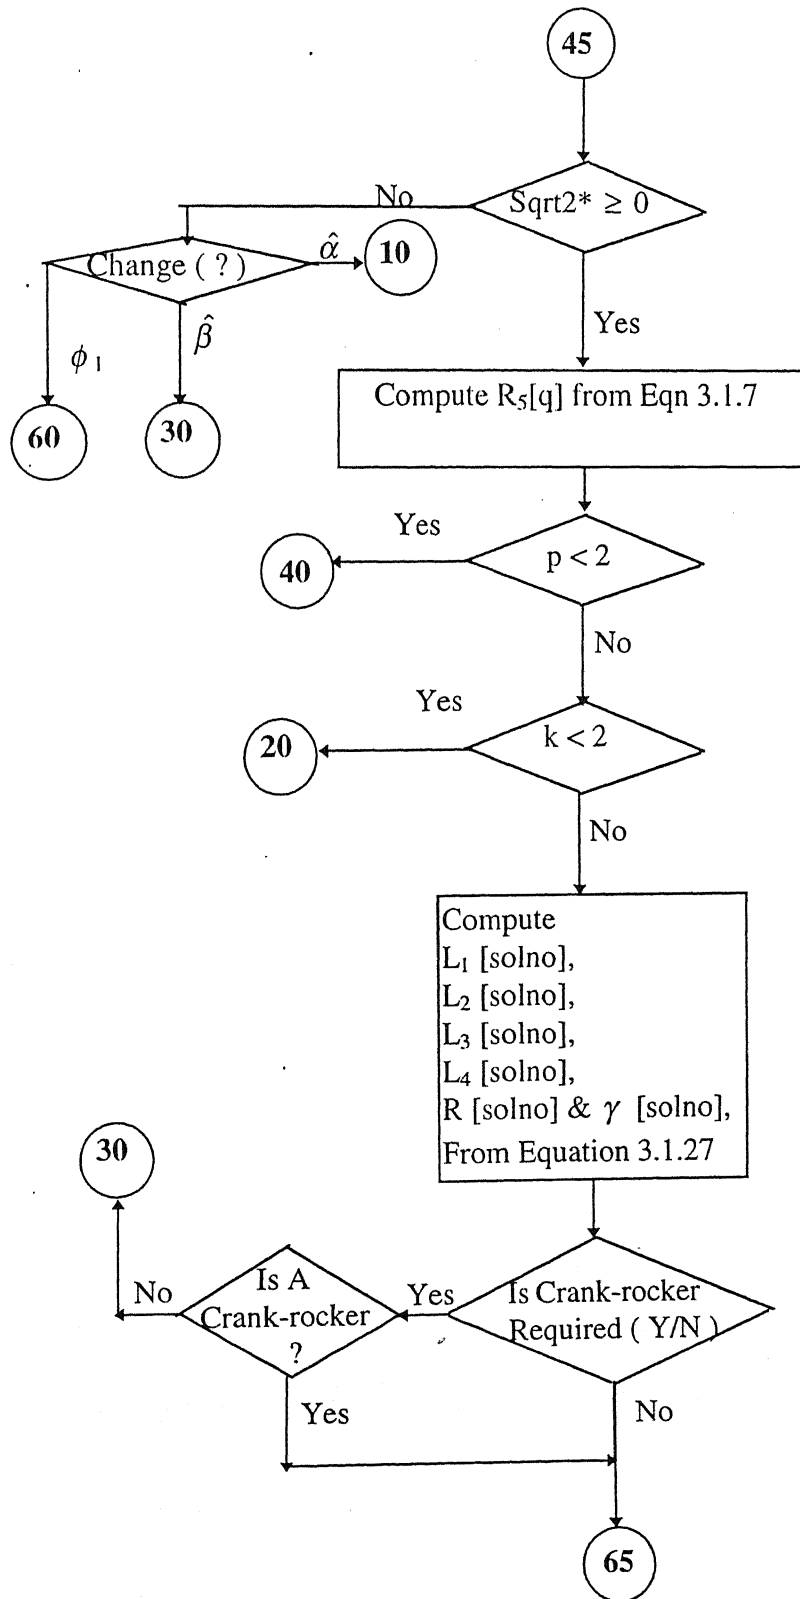 45
Sqrt2* ≥ 0
No
Change ( ? )
α̂
10
β̂
ϕ 1
Yes
60
30
Compute R₅[q] from Eqn 3.1.7
Yes
p < 2
40
No
Yes
k < 2
20
No
Compute
L₁ [solno],
L₂ [solno],
L₃ [solno],
L₄ [solno],
R [solno] & γ [solno],
From Equation 3.1.27
30
Is Crank-rocker
Required ( Y/N )
Yes
Is A
Crank-rocker
?
No
Yes
No
65